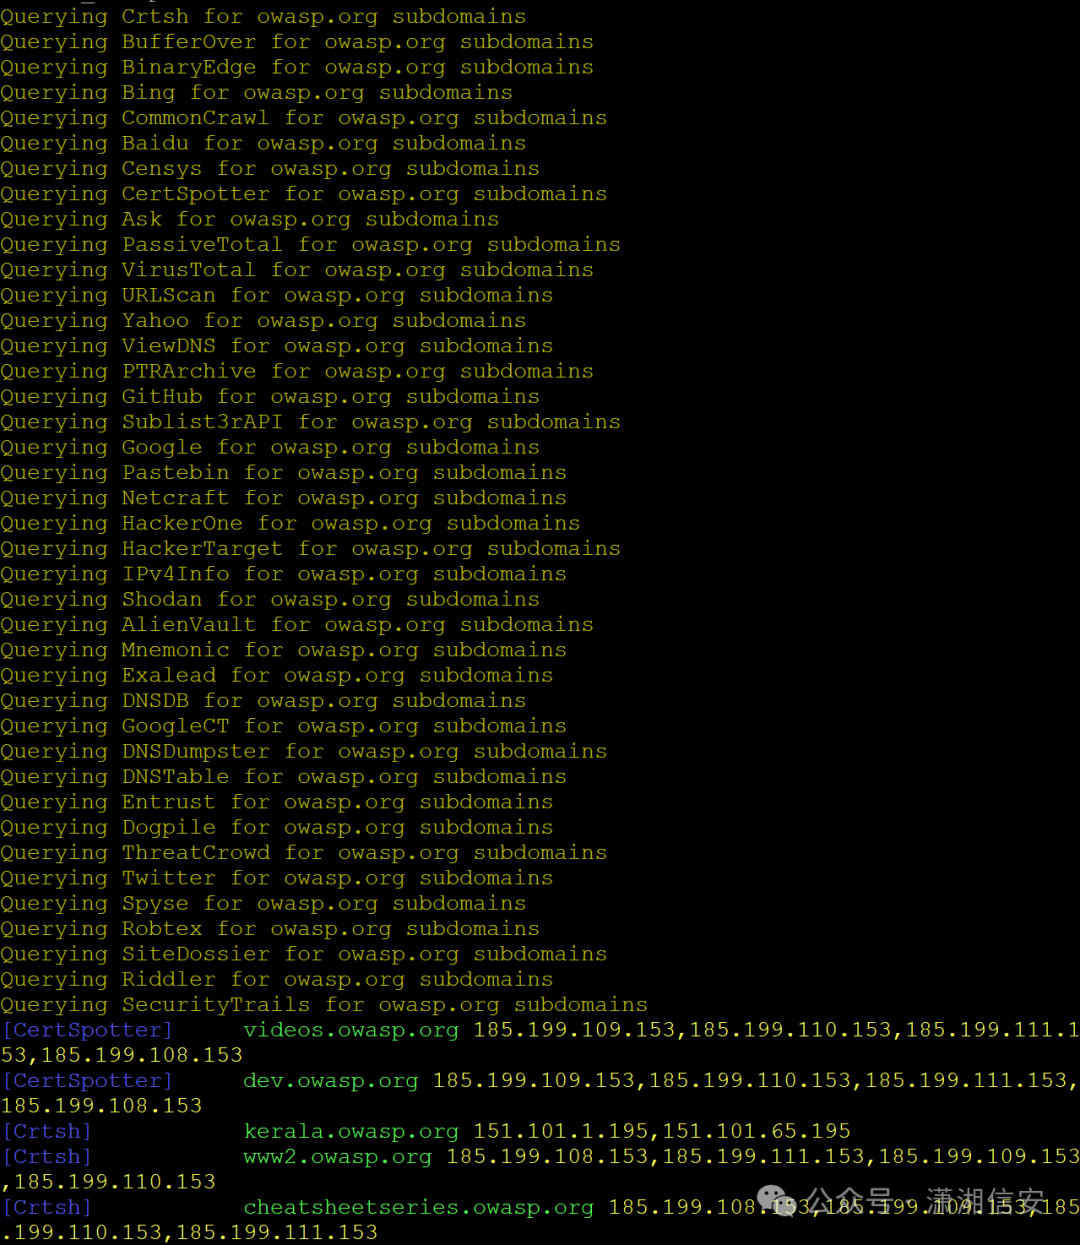 Querying Crtsh for owasp.org subdomains
Querying BufferOver for owasp.org subdomains
Querying BinaryEdge for owasp.org subdomains
Querying Bing for owasp.org subdomains
Querying CommonCrawl for owasp.org subdomains
Querying Baidu for owasp.org subdomains
Querying Censys for owasp.org subdomains
Querying CertSpotter for owasp.org subdomains
Querying Ask for owasp.org subdomains
Querying PassiveTotal for owasp.org subdomains
Querying VirusTotal for owasp.org subdomains
Querying URLScan for owasp.org subdomains
Querying Yahoo for owasp.org subdomains
Querying ViewDNS for owasp.org subdomains
Querying PTRArchive for owasp.org subdomains
Querying GitHub for owasp.org subdomains
Querying Sublist3rAPI for owasp.org subdomains
Querying Google for owasp.org subdomains
Querying Pastebin for owasp.org subdomains
Querying Netcraft for owasp.org subdomains
Querying HackerOne for owasp.org subdomains
Querying HackerTarget for owasp.org subdomains
Querying IPv4Info for owasp.org subdomains
Querying Shodan for owasp.org subdomains
Querying AlienVault for owasp.org subdomains
Querying Mnemonic for owasp.org subdomains
Querying Exalead for owasp.org subdomains
Querying DNSDB for owasp.org subdomains
Querying GoogleCT for owasp.org subdomains
Querying DNSDumpster for owasp.org subdomains
Querying DNSTable for owasp.org subdomains
Querying Entrust for owasp.org subdomains
Querying Dogpile for owasp.org subdomains
Querying ThreatCrowd for owasp.org subdomains
Querying Twitter for owasp.org subdomains
Querying Spyse for owasp.org subdomains
Querying Robtex for owasp.org subdomains
Querying SiteDossier for owasp.org subdomains
Querying Riddler for owasp.org subdomains
Querying SecurityTrails for owasp.org subdomains
[CertSpotter] videos.owasp.org 185.199.109.153,185.199.110.153,185.199.111.1
53,185.199.108.153
[CertSpotter] dev.owasp.org 185.199.109.153,185.199.110.153,185.199.111.153,
185.199.108.153
[Crtsh] kerala.owasp.org 151.101.1.195,151.101.65.195
[Crtsh] www2.owasp.org 185.199.108.153,185.199.111.153,185.199.109.153
,185.199.110.153
[Crtsh] cheatsheetseries.owasp.org 185.199.108.153,185.199.109.153,185
.199.110.153,185.199.111.153
公众号 · 潇湘信安